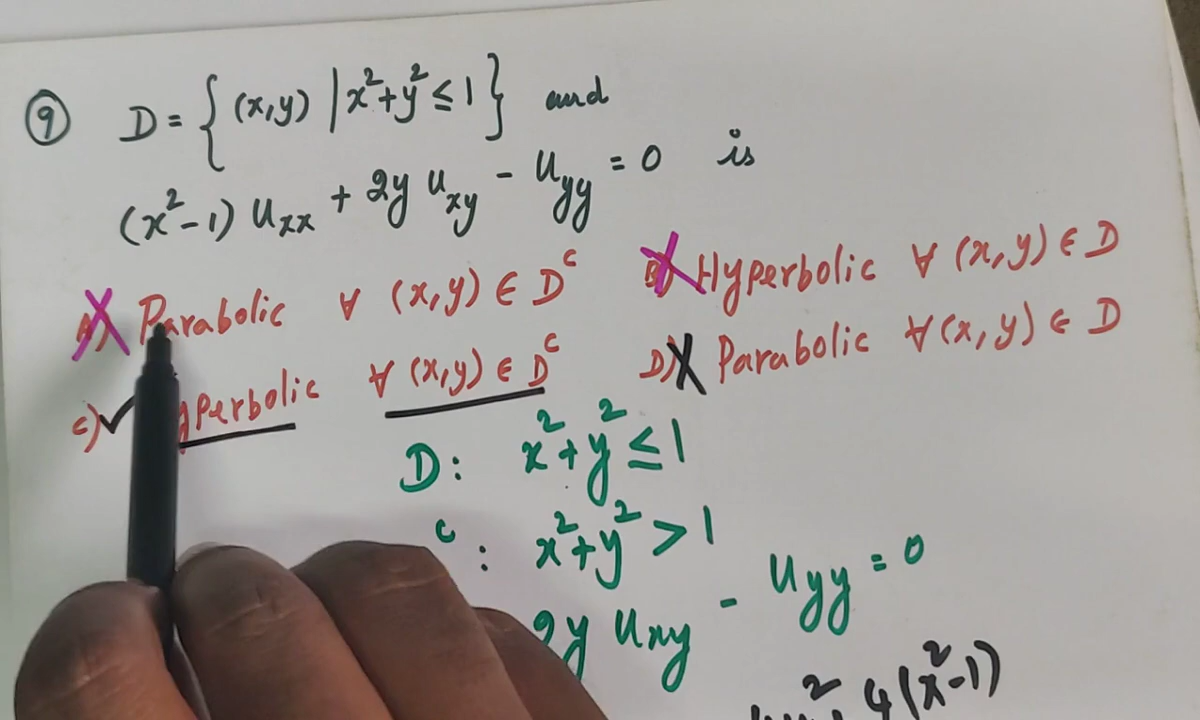 9 D = { (x,y) | x² + y² ≤ 1 } and
(x² - 1) Uxx + 2y Uxy - Uyy = 0 is
Parabolic ∀ (x,y) ∈ Dᶜ B) Hyperbolic ∀ (x,y) ∈ D
c) ✓ ∀ (x,y) ∈ Dᶜ D) Parabolic ∀ (x,y) ∈ D
D : x² + y² ≤ 1
c : x² + y² > 1
2y Uxy - Uyy = 0
4(x² - 1)